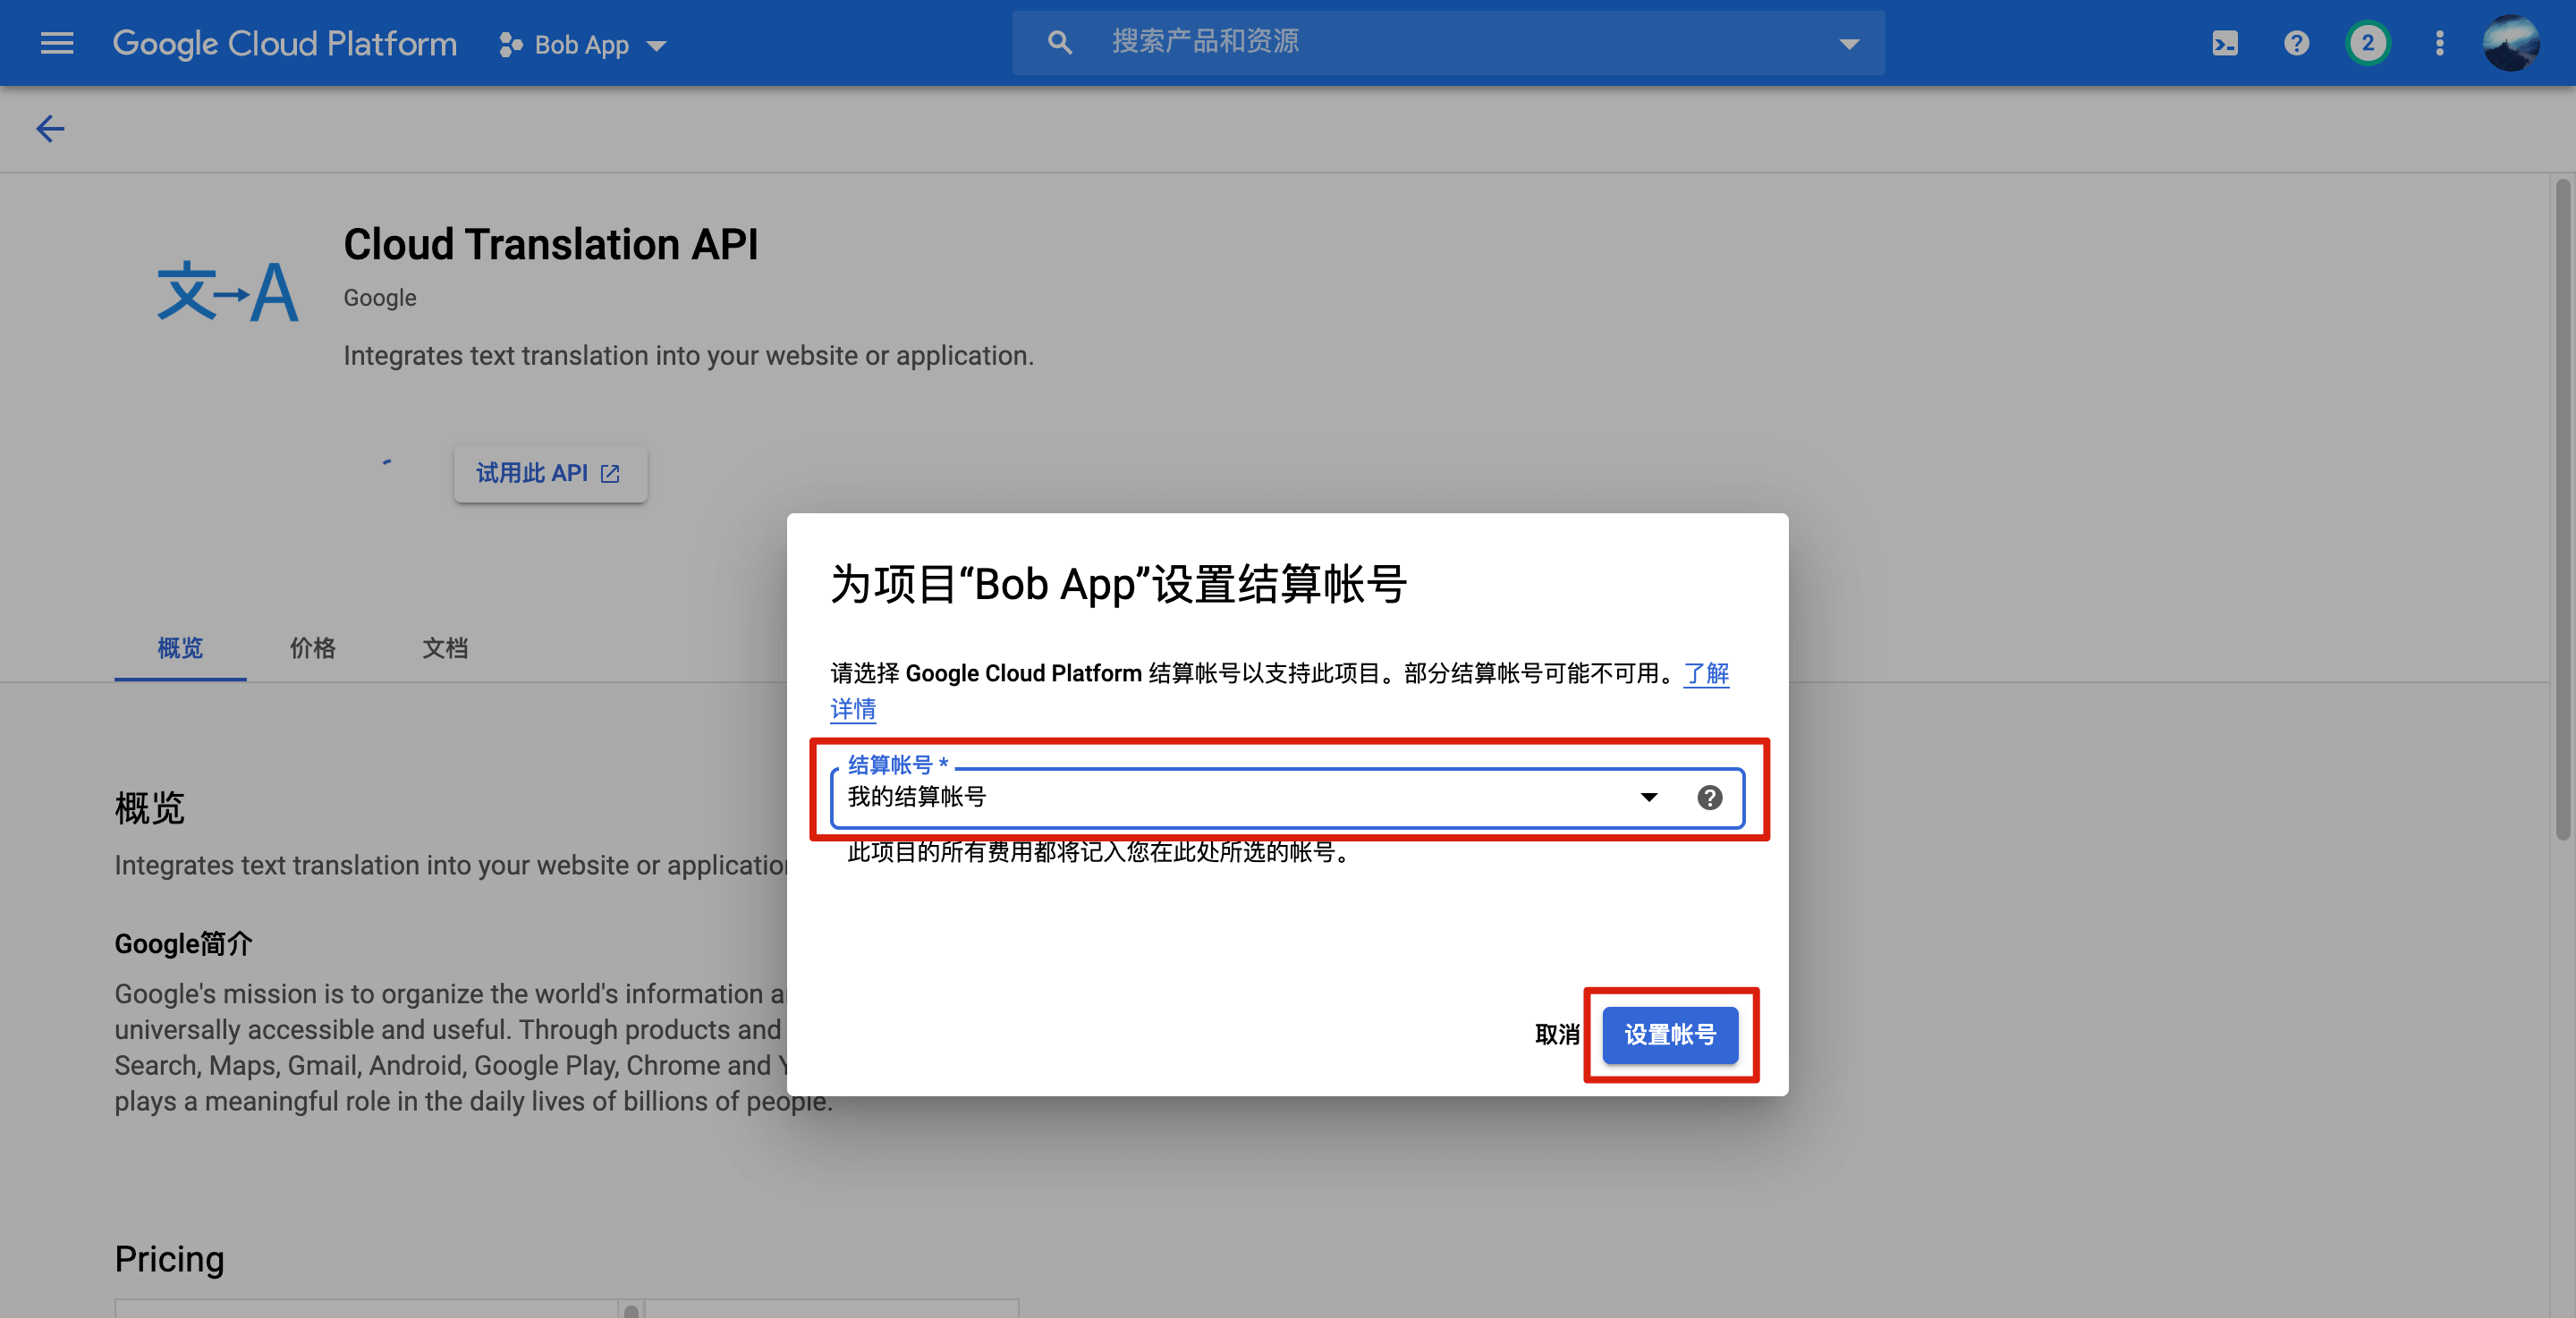 Google Cloud Platform
Bob App
搜索产品和资源
2
Cloud Translation API
文→A
Google
Integrates text translation into your website or application.
试用此 API
概览
价格
文档
概览
Integrates text translation into your website or application
Google简介
Google's mission is to organize the world's information a
universally accessible and useful. Through products and
Search, Maps, Gmail, Android, Google Play, Chrome and Y
plays a meaningful role in the daily lives of billions of people.
Pricing
为项目“Bob App”设置结算帐号
请选择 Google Cloud Platform 结算帐号以支持此项目。部分结算帐号可能不可用。了解
详情
结算帐号 *
我的结算帐号
此项目的所有费用都将记入您在此处所选的帐号。
取消
设置帐号